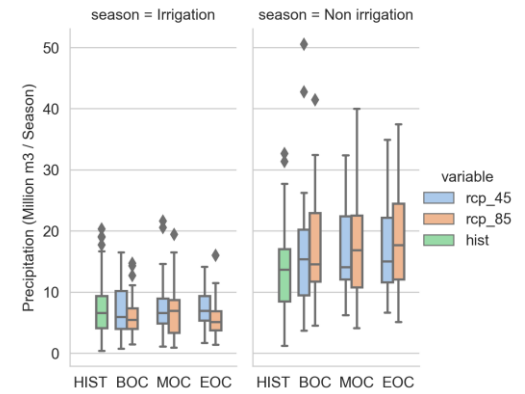 season = Irrigation
season = Non irrigation
Precipitation (Million m3 / Season)
50
40
30
20
10
0
HIST BOC MOC EOC
HIST BOC MOC EOC
variable
rcp_45
rcp_85
hist